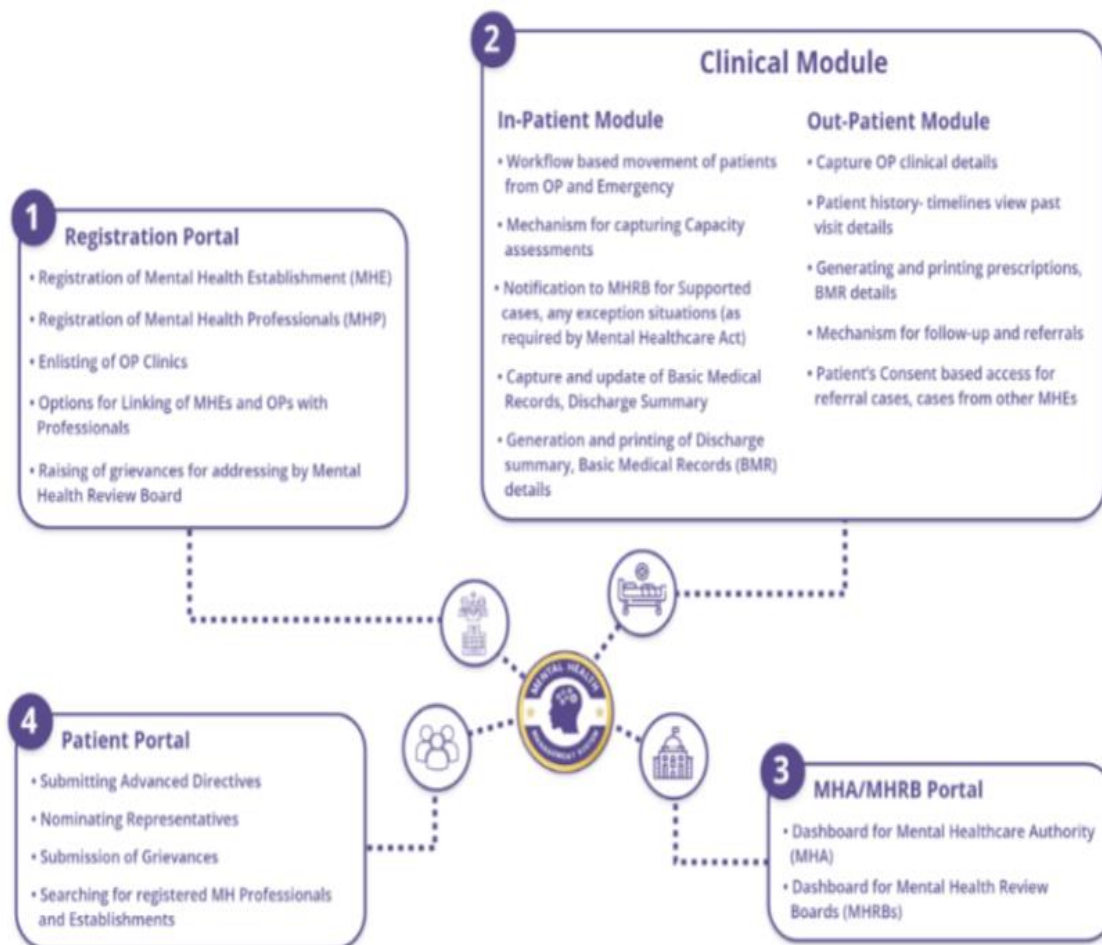 1
Registration Portal
• Registration of Mental Health Establishment (MHE)
• Registration of Mental Health Professionals (MHP)
• Enlisting of OP Clinics
• Options for Linking of MHEs and OPs with
Professionals
• Raising of grievances for addressing by Mental
Health Review Board
2
Clinical Module
In-Patient Module
• Workflow based movement of patients
from OP and Emergency
• Mechanism for capturing Capacity
assessments
• Notification to MHRB for Supported
cases, any exception situations (as
required by Mental Healthcare Act)
• Capture and update of Basic Medical
Records, Discharge Summary
• Generation and printing of Discharge
summary, Basic Medical Records (BMR)
details
Out-Patient Module
• Capture OP clinical details
• Patient history- timelines view past
visit details
• Generating and printing prescriptions,
BMR details
• Mechanism for follow-up and referrals
• Patient's Consent based access for
referral cases, cases from other MHEs
MENTAL HEALTH
MANAGEMENT SYSTEM
3
MHA/MHRB Portal
• Dashboard for Mental Healthcare Authority
(MHA)
• Dashboard for Mental Health Review
Boards (MHRBs)
4
Patient Portal
• Submitting Advanced Directives
• Nominating Representatives
• Submission of Grievances
• Searching for registered MH Professionals
and Establishments